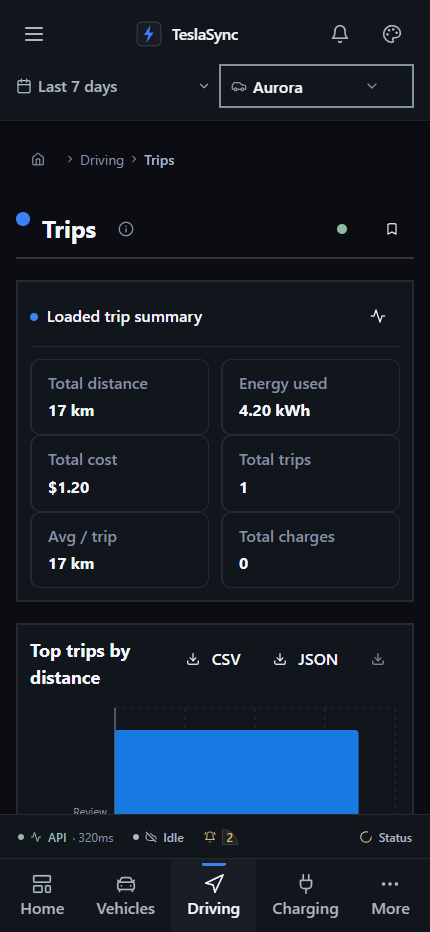 TeslaSync
Last 7 days
Aurora
Driving
Trips
Trips
Loaded trip summary
Total distance
17 km
Energy used
4.20 kWh
Total cost
$1.20
Total trips
1
Avg / trip
17 km
Total charges
0
Top trips by
distance
CSV
JSON
Review
API · 320ms
Idle
2
Status
Home
Vehicles
Driving
Charging
More